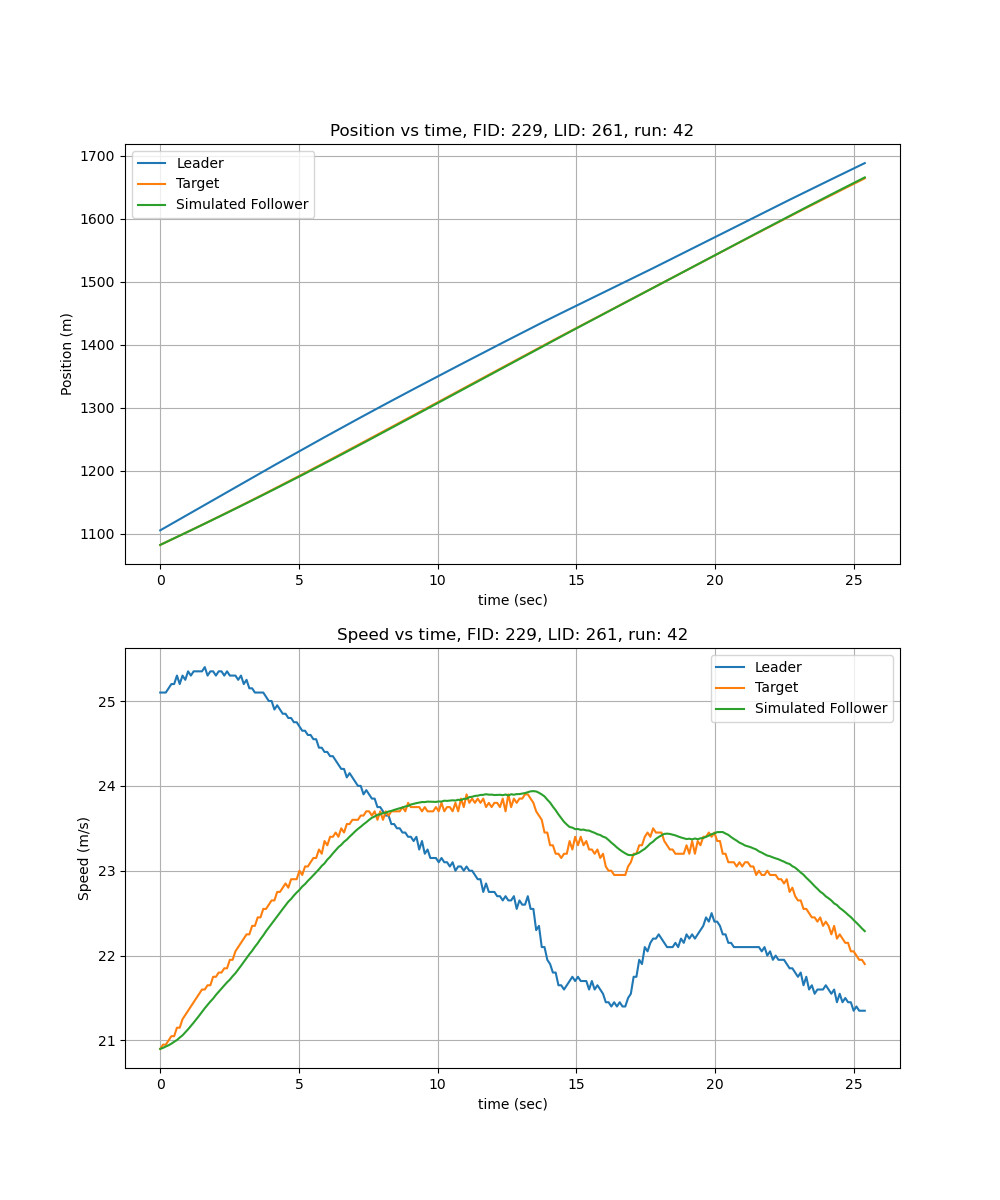 Position vs time, FID: 229, LID: 261, run: 42
Leader
Target
Simulated Follower
1700
1600
1500
1400
1300
1200
1100
Position (m)
0 5 10 15 20 25
time (sec)
Speed vs time, FID: 229, LID: 261, run: 42
Leader
Target
Simulated Follower
25
24
23
22
21
Speed (m/s)
0 5 10 15 20 25
time (sec)